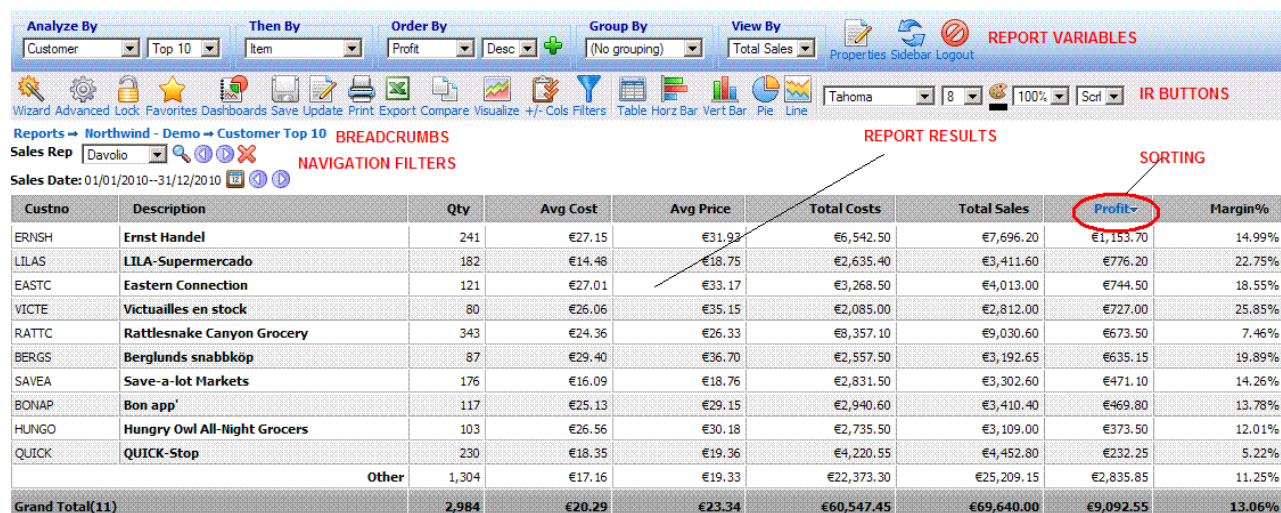 Analyze By Then By Order By Group By View By
Customer Top 10 Item Profit Desc (No grouping) Total Sales Properties Sidebar Logout REPORT VARIABLES
Wizard Advanced Lock Favorites Dashboards Save Update Print Export Compare Visualize +/- Cols Filters Table Horz Bar Vert Bar Pie Line Tahoma 8 100% Scrl IR BUTTONS
Reports → Northwind - Demo → Customer Top 10 BREADCRUMBS REPORT RESULTS
Sales Rep Davolio NAVIGATION FILTERS SORTING
Sales Date: 01/01/2010--31/12/2010 12
Custno Description Qty Avg Cost Avg Price Total Costs Total Sales Profit Margin%
ERNSH Ernst Handel 241 €27.15 €31.93 €6,542.50 €7,696.20 €1,153.70 14.99%
LILAS LILA-Supermercado 182 €14.48 €18.75 €2,635.40 €3,411.60 €776.20 22.75%
EASTC Eastern Connection 121 €27.01 €33.17 €3,268.50 €4,013.00 €744.50 18.55%
VICTE Victuailles en stock 80 €26.06 €35.15 €2,085.00 €2,812.00 €727.00 25.85%
RATTC Rattlesnake Canyon Grocery 343 €24.36 €26.33 €8,357.10 €9,030.60 €673.50 7.46%
BERGS Berglunds snabbköp 87 €29.40 €36.70 €2,557.50 €3,192.65 €635.15 19.89%
SAVEA Save-a-lot Markets 176 €16.09 €18.76 €2,831.50 €3,302.60 €471.10 14.26%
BONAP Bon app' 117 €25.13 €29.15 €2,940.60 €3,410.40 €469.80 13.78%
HUNGO Hungry Owl All-Night Grocers 103 €26.56 €30.18 €2,735.50 €3,109.00 €373.50 12.01%
QUICK QUICK-Stop 230 €18.35 €19.36 €4,220.55 €4,452.80 €232.25 5.22%
Other 1,304 €17.16 €19.33 €22,373.30 €25,209.15 €2,835.85 11.25%
Grand Total(11) 2,984 €20.29 €23.34 €60,547.45 €69,640.00 €9,092.55 13.06%